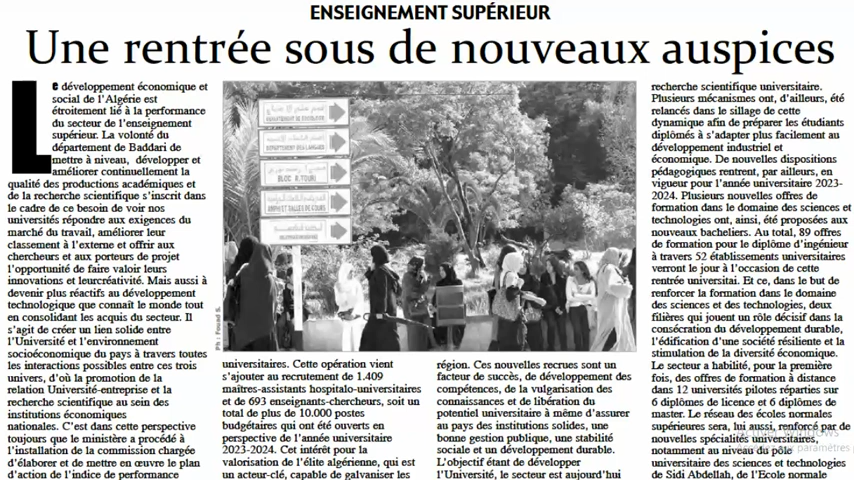 ENSEIGNEMENT SUPÉRIEUR
Une rentrée sous de nouveaux auspices
Le développement économique et
social de l'Algérie est
étroitement lié à la performance
du secteur de l'enseignement
supérieur. La volonté du
département de Baddari de
mettre à niveau, développer et
améliorer continuellement la
qualité des productions académiques et
de la recherche scientifique s'inscrit dans
le cadre de ce besoin de voir nos
universités répondre aux exigences du
marché du travail, améliorer leur
classement à l'externe et offrir aux
chercheurs et aux porteurs de projet
l'opportunité de faire valoir leurs
innovations et leurcréativité. Mais aussi à
devenir plus réactifs au développement
technologique que connaît le monde tout
en consolidant les acquis du secteur. Il
s'agit de créer un lien solide entre
l'Université et l'environnement
socioéconomique du pays à travers toutes
les interactions possibles entre ces trois
univers, d'où la promotion de la
relation Université-entreprise et la
recherche scientifique au sein des
institutions économiques
nationales. C'est dans cette perspective
toujours que le ministère a procédé à
l'installation de la commission chargée
d'élaborer et de mettre en œuvre le plan
d'action de l'indice de performance
DEPARTEMENT DES LANGUES
BLOC A.TOURI
AMPHI ET SALLES DE COURS
Ph : Fouad S.
universitaires. Cette opération vient
s'ajouter au recrutement de 1.409
maîtres-assistants hospitalo-universitaires
et de 693 enseignants-chercheurs, soit un
total de plus de 10.000 postes
budgétaires qui ont été ouverts en
perspective de l'année universitaire
2023-2024. Cet intérêt pour la
valorisation de l'élite algérienne, qui est
un acteur-clé, capable de galvaniser les
région. Ces nouvelles recrues sont un
facteur de succès, de développement des
compétences, de la vulgarisation des
connaissances et de libération du
potentiel universitaire à même d'assurer
au pays des institutions solides, une
bonne gestion publique, une stabilité
sociale et un développement durable.
L'objectif étant de développer
l'Université, le secteur est aujourd'hui
recherche scientifique universitaire.
Plusieurs mécanismes ont, d'ailleurs, été
relancés dans le sillage de cette
dynamique afin de préparer les étudiants
diplômés à s'adapter plus facilement au
développement industriel et
économique. De nouvelles dispositions
pédagogiques rentrent, par ailleurs, en
vigueur pour l'année universitaire 2023-
2024. Plusieurs nouvelles offres de
formation dans le domaine des sciences et
technologies ont, ainsi, été proposées aux
nouveaux bacheliers. Au total, 89 offres
de formation pour le diplôme d'ingénieur
à travers 52 établissements universitaires
verront le jour à l'occasion de cette
rentrée universitai. Et ce, dans le but de
renforcer la formation dans le domaine
des sciences et des technologies, deux
filières qui jouent un rôle décisif dans la
consécration du développement durable,
l'édification d'une société résiliente et la
stimulation de la diversité économique.
Le secteur a habilité, pour la première
fois, des offres de formation à distance
dans 12 universités pilotes réparties sur
6 diplômes de licence et 6 diplômes de
master. Le réseau des écoles normales
supérieures sera, lui aussi, renforcé par de
nouvelles spécialités universitaires,
notamment au niveau du pôle
universitaire des sciences et technologies
de Sidi Abdellah, de l'Ecole normale